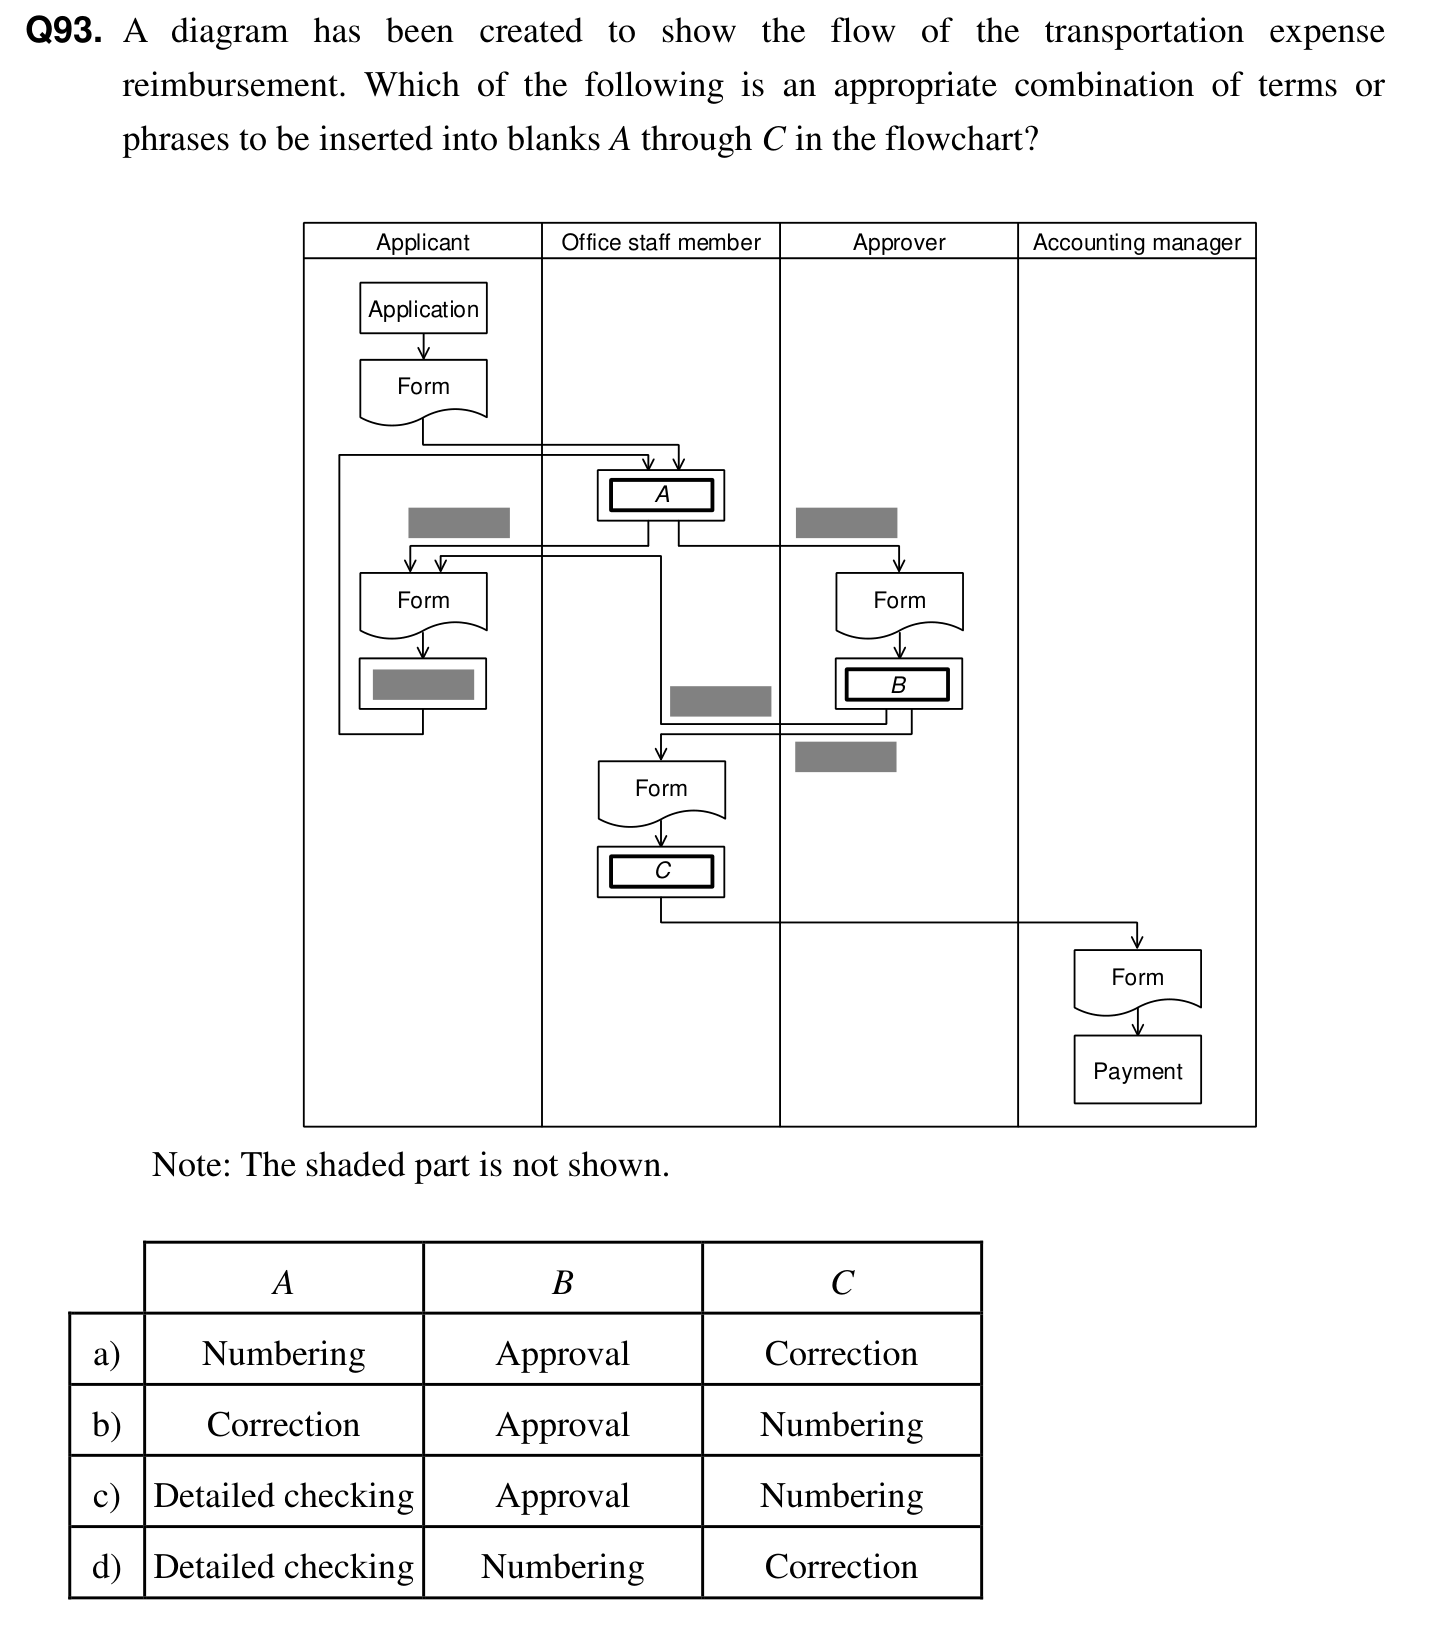 Q93. A diagram has been created to show the flow of the transportation expense
reimbursement. Which of the following is an appropriate combination of terms or
phrases to be inserted into blanks A through C in the flowchart?
Applicant Office staff member Approver Accounting manager
Application
Form
A
Form Form
B
Form
C
Form
Payment
Note: The shaded part is not shown.
A B C
a) Numbering Approval Correction
b) Correction Approval Numbering
c) Detailed checking Approval Numbering
d) Detailed checking Numbering Correction